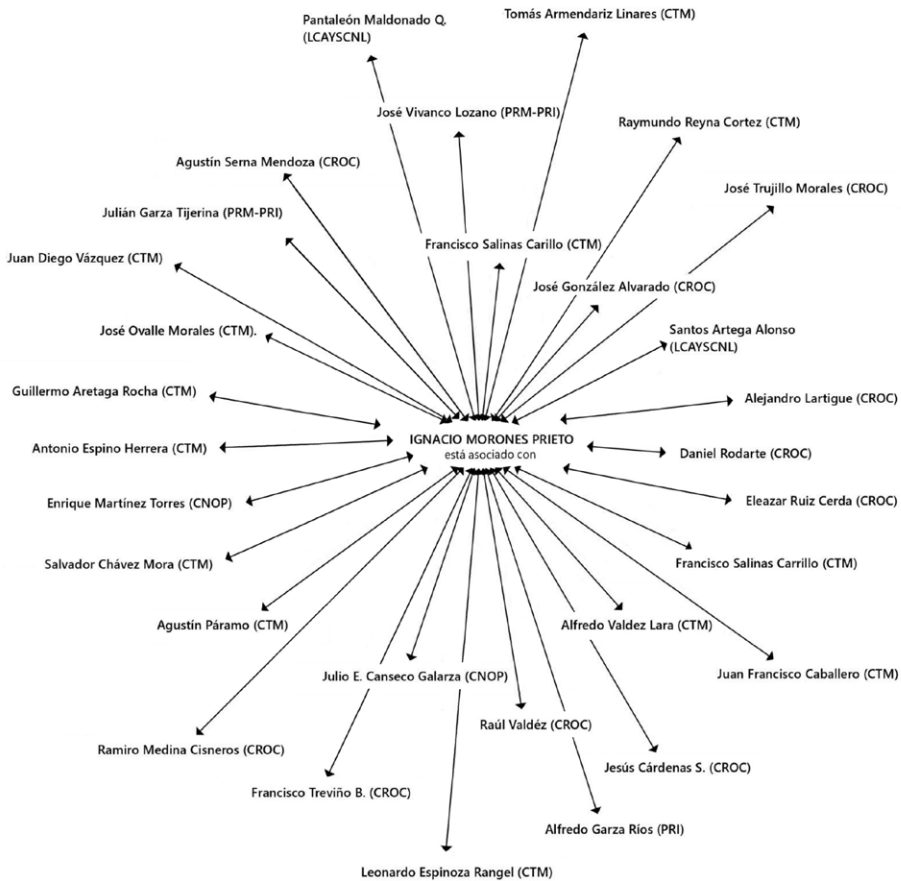 Tomás Armendariz Linares (CTM)
Pantaleón Maldonado Q.
(LCAYSCNL)
José Vivanco Lozano (PRM-PRI)
Raymundo Reyna Cortez (CTM)
Agustín Serna Mendoza (CROC)
José Trujillo Morales (CROC)
Julián Garza Tijerina (PRM-PRI)
Francisco Salinas Carillo (CTM)
Juan Diego Vázquez (CTM)
José González Alvarado (CROC)
José Ovalle Morales (CTM).
Santos Artega Alonso
(LCAYSCNL)
Guillermo Aretaga Rocha (CTM)
Alejandro Lartigue (CROC)
IGNACIO MORONES PRIETO
está asociado con
Antonio Espino Herrera (CTM)
Daniel Rodarte (CROC)
Enrique Martínez Torres (CNOP)
Eleazar Ruiz Cerda (CROC)
Salvador Chávez Mora (CTM)
Francisco Salinas Carrillo (CTM)
Agustín Páramo (CTM)
Alfredo Valdez Lara (CTM)
Julio E. Canseco Galarza (CNOP)
Juan Francisco Caballero (CTM)
Raúl Valdéz (CROC)
Ramiro Medina Cisneros (CROC)
Jesús Cárdenas S. (CROC)
Francisco Treviño B. (CROC)
Alfredo Garza Ríos (PRI)
Leonardo Espinoza Rangel (CTM)